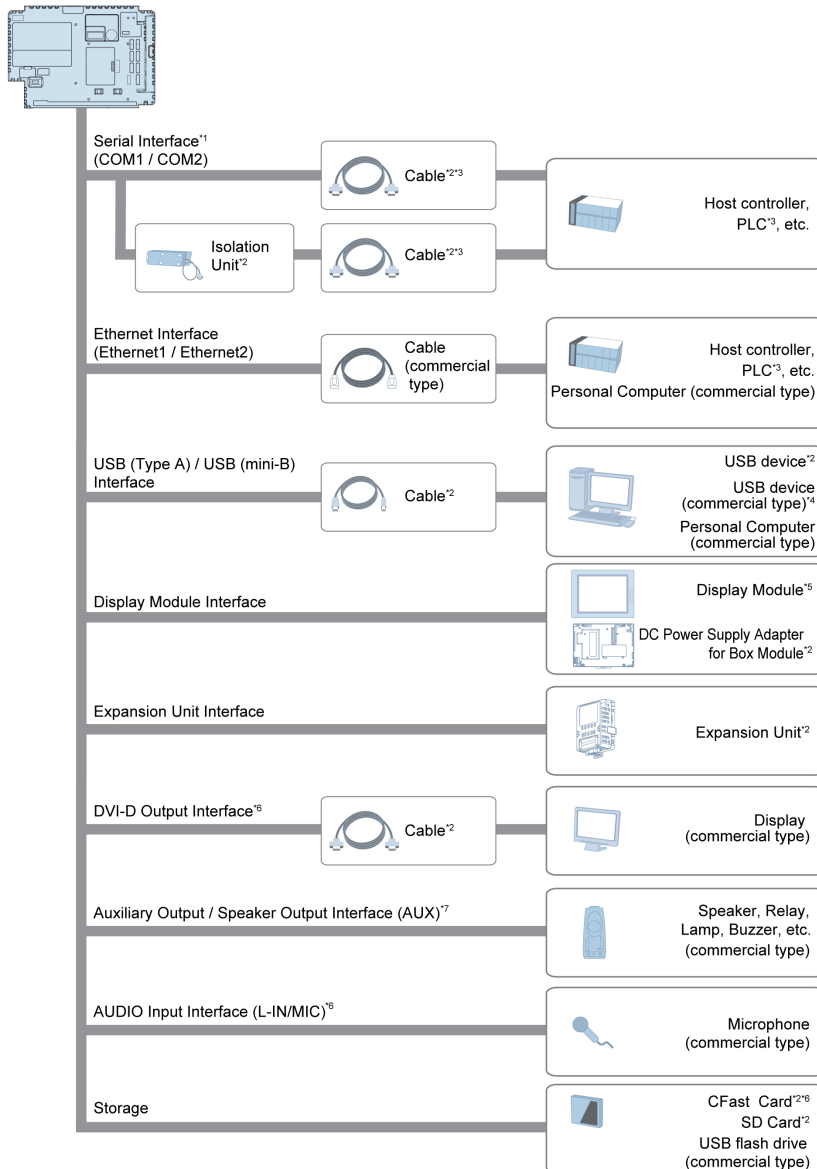 Serial Interface*1
(COM1 / COM2)
Cable*2*3
Host controller,
PLC*3, etc.
Isolation
Unit*2
Cable*2*3
Ethernet Interface
(Ethernet1 / Ethernet2)
Cable
(commercial
type)
Host controller,
PLC*3, etc.
Personal Computer (commercial type)
USB (Type A) / USB (mini-B)
Interface
Cable*2
USB device*2
USB device
(commercial type)*4
Personal Computer
(commercial type)
Display Module Interface
Display Module*5
DC Power Supply Adapter
for Box Module*2
Expansion Unit Interface
Expansion Unit*2
DVI-D Output Interface*6
Cable*2
Display
(commercial type)
Auxiliary Output / Speaker Output Interface (AUX)*7
Speaker, Relay,
Lamp, Buzzer, etc.
(commercial type)
AUDIO Input Interface (L-IN/MIC)*6
Microphone
(commercial type)
Storage
CFast Card*2*6
SD Card*2
USB flash drive
(commercial type)